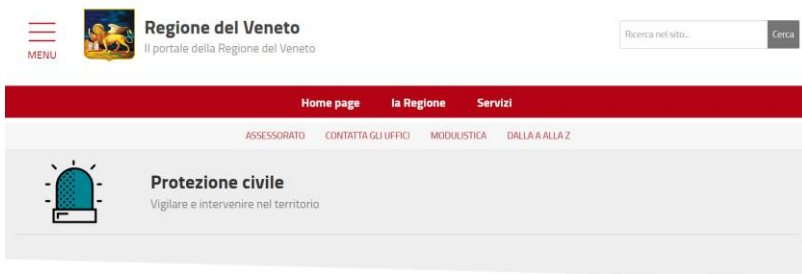 MENU
Regione del Veneto
Il portale della Regione del Veneto
Ricerca nel sito...
Cerca
Home page la Regione Servizi
ASSESSORATO CONTATTA GLI UFFICI MODULISTICA DALLA A ALLA Z
Protezione civile
Vigilare e intervenire nel territorio